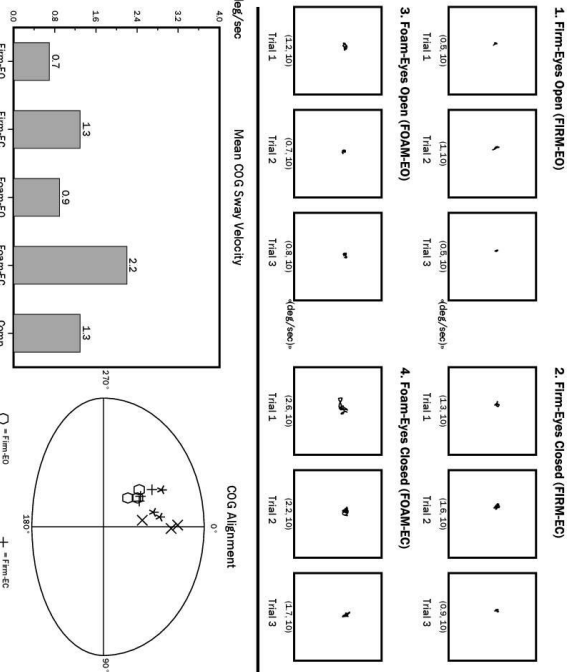 1. Firm-Eyes Open (FIRM-EO)
(0.5, 10)
(1, 10)
(0.5, 10)
«(deg/sec)»
Trial 1
Trial 2
Trial 3
2. Firm-Eyes Closed (FIRM-EC)
(1.3, 10)
(1.6, 10)
(0.9, 10)
Trial 1
Trial 2
Trial 3
3. Foam-Eyes Open (FOAM-EO)
(1.2, 10)
(0.7, 10)
(0.8, 10)
«(deg/sec)»
Trial 1
Trial 2
Trial 3
4. Foam-Eyes Closed (FOAM-EC)
(2.6, 10)
(2.2, 10)
(1.7, 10)
Trial 1
Trial 2
Trial 3
deg/sec
Mean COG Sway Velocity
4.0
3.2
2.4
1.6
0.8
0.0
0.7
1.3
0.9
2.2
1.3
Firm-EO
Firm-EC
Foam-EO
Foam-EC
Comp
COG Alignment
0°
270°
90°
180°
= Firm-EO
+ = Firm-EC